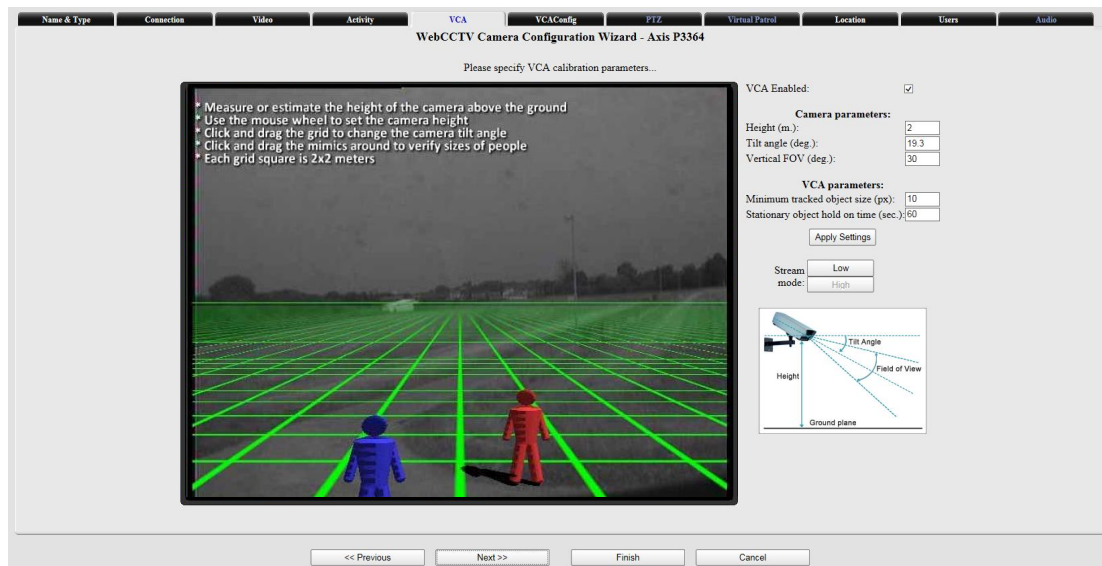 Name & Type Connection Video Activity VCA VCAConfig PTZ Virtual Patrol Location Users Audio
WebCCTV Camera Configuration Wizard - Axis P3364
Please specify VCA calibration parameters...
* Measure or estimate the height of the camera above the ground
* Use the mouse wheel to set the camera height
* Click and drag the grid to change the camera tilt angle
* Click and drag the mimics around to verify sizes of people
* Each grid square is 2x2 meters
VCA Enabled:
Camera parameters:
Height (m.): 2
Tilt angle (deg.): 19.3
Vertical FOV (deg.): 30
VCA parameters:
Minimum tracked object size (px): 10
Stationary object hold on time (sec.): 60
Apply Settings
Stream mode:
Low
High
Tilt Angle
Field of View
Height
Ground plane
<< Previous Next >> Finish Cancel